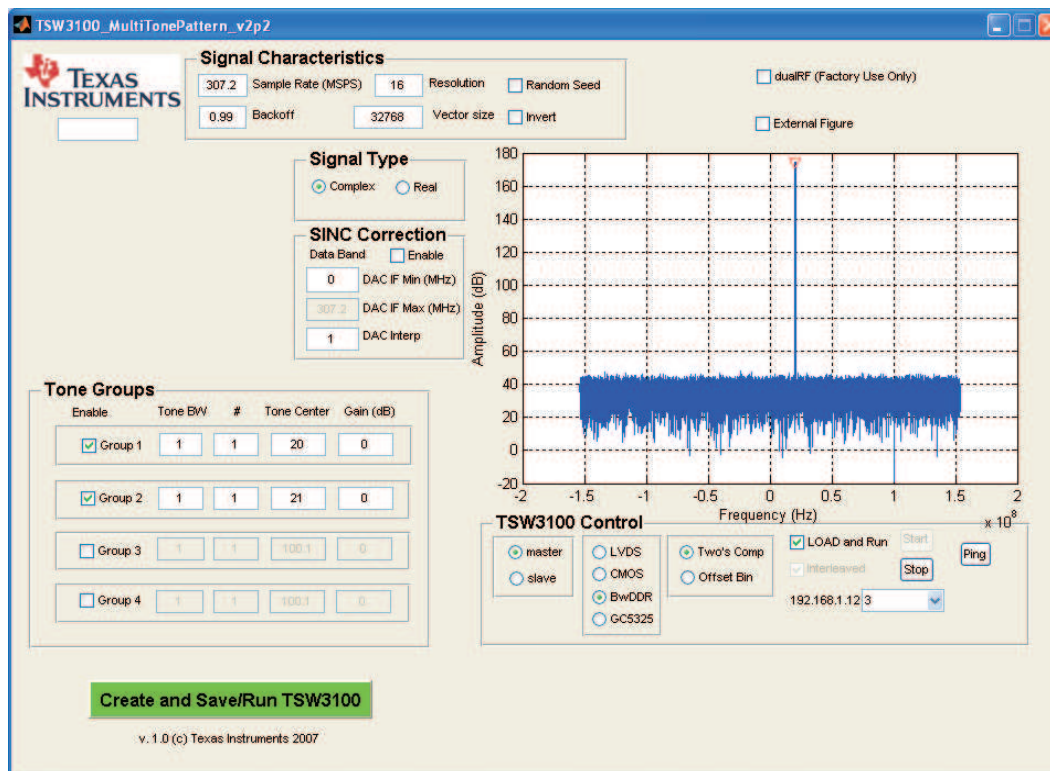 TSW3100_MultiTonePattern_v2p2
TEXAS
INSTRUMENTS
Signal Characteristics
307.2 Sample Rate (MSPS) 16 Resolution Random Seed
0.99 Backoff 32768 Vector size Invert
dualRF (Factory Use Only)
External Figure
Signal Type
Complex Real
SINC Correction
Data Band Enable
0 DAC IF Min (MHz)
307.2 DAC IF Max (MHz)
1 DAC Interp
180
160
140
120
100
80
60
40
20
0
-20
Amplitude (dB)
-2 -1.5 -1 -0.5 0 0.5 1 1.5 2
Frequency (Hz)
x 10^8
Tone Groups
Enable Tone BW # Tone Center Gain (dB)
Group 1 1 1 20 0
Group 2 1 1 21 0
Group 3 1 1 100.1 0
Group 4 1 1 100.1 0
TSW3100 Control
master LVDS Two's Comp LOAD and Run Start Ping
slave CMOS Offset Bin Interleaved Stop
BwDDR
GC5325
192.168.1.12 3
Create and Save/Run TSW3100
v. 1.0 (c) Texas Instruments 2007